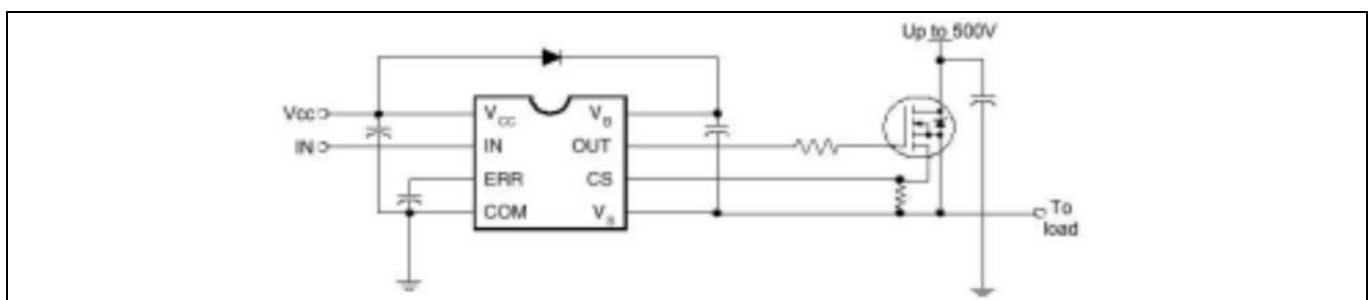 Up to 500V
Vcc
IN
VCC
VB
IN
OUT
ERR
CS
COM
VS
To
load